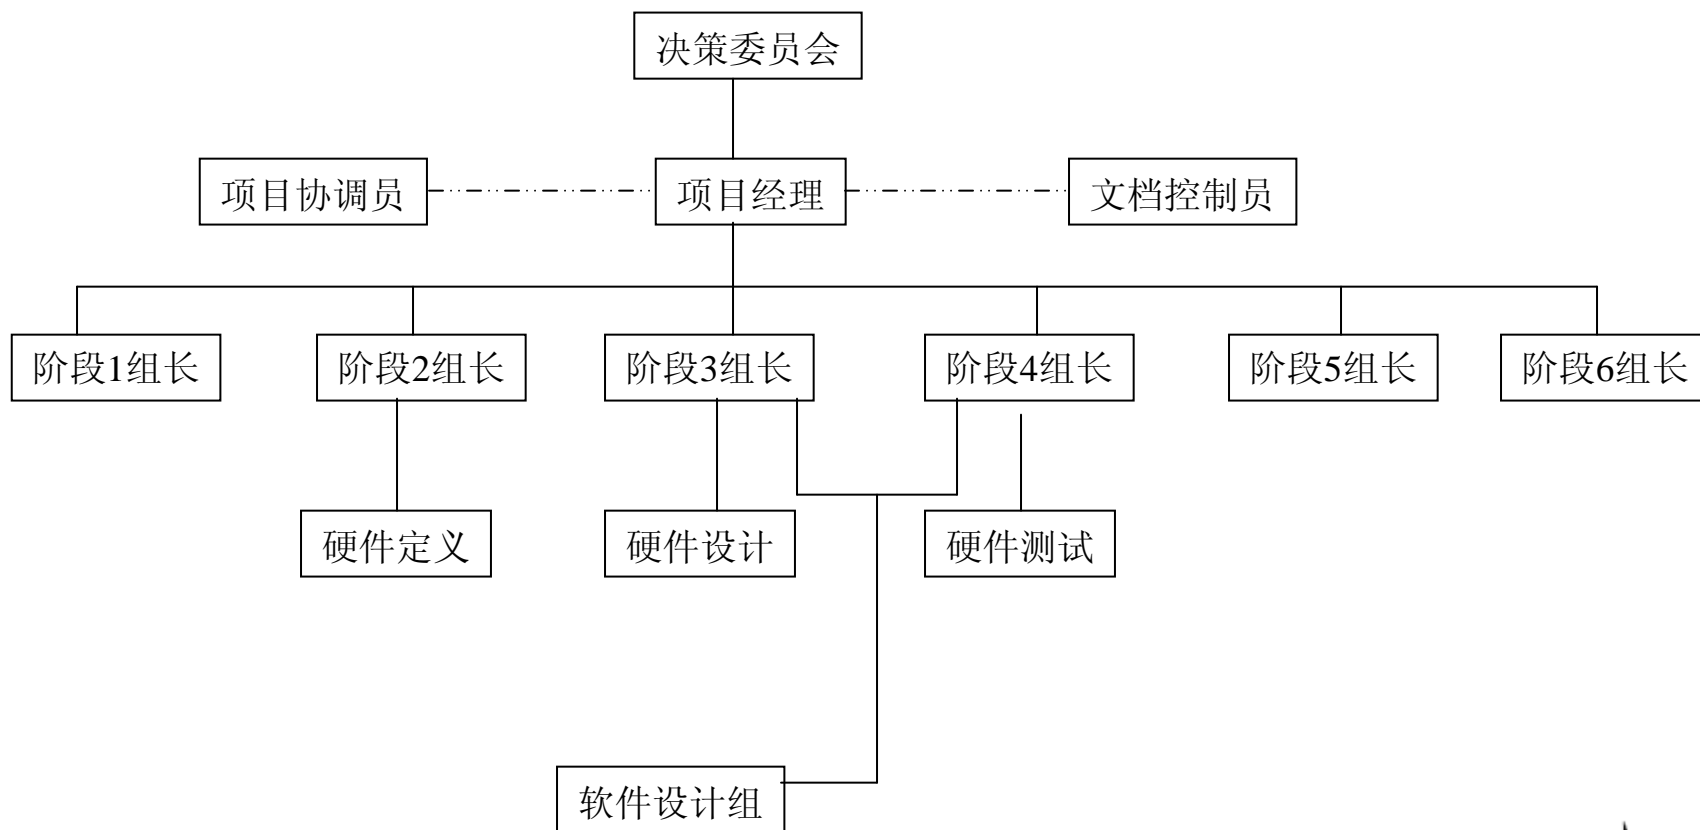 决策委员会
项目协调员
项目经理
文档控制员
阶段1组长
阶段2组长
阶段3组长
阶段4组长
阶段5组长
阶段6组长
硬件定义
硬件设计
硬件测试
软件设计组